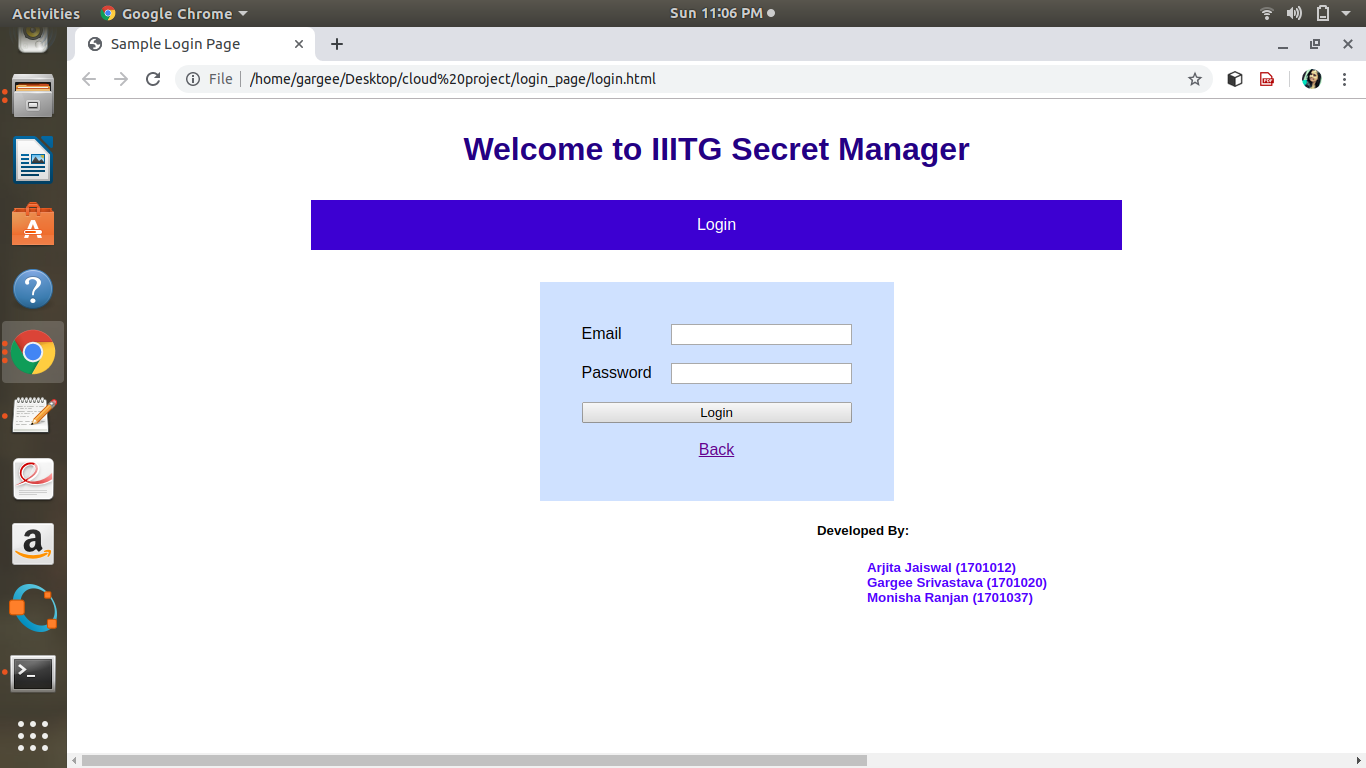 Activities
Google Chrome
Sun 11:06 PM
Sample Login Page
File
/home/gargee/Desktop/cloud%20project/login_page/login.html
Welcome to IIITG Secret Manager
Login
Email
Password
Login
Back
Developed By:
Arjita Jaiswal (1701012)
Gargee Srivastava (1701020)
Monisha Ranjan (1701037)